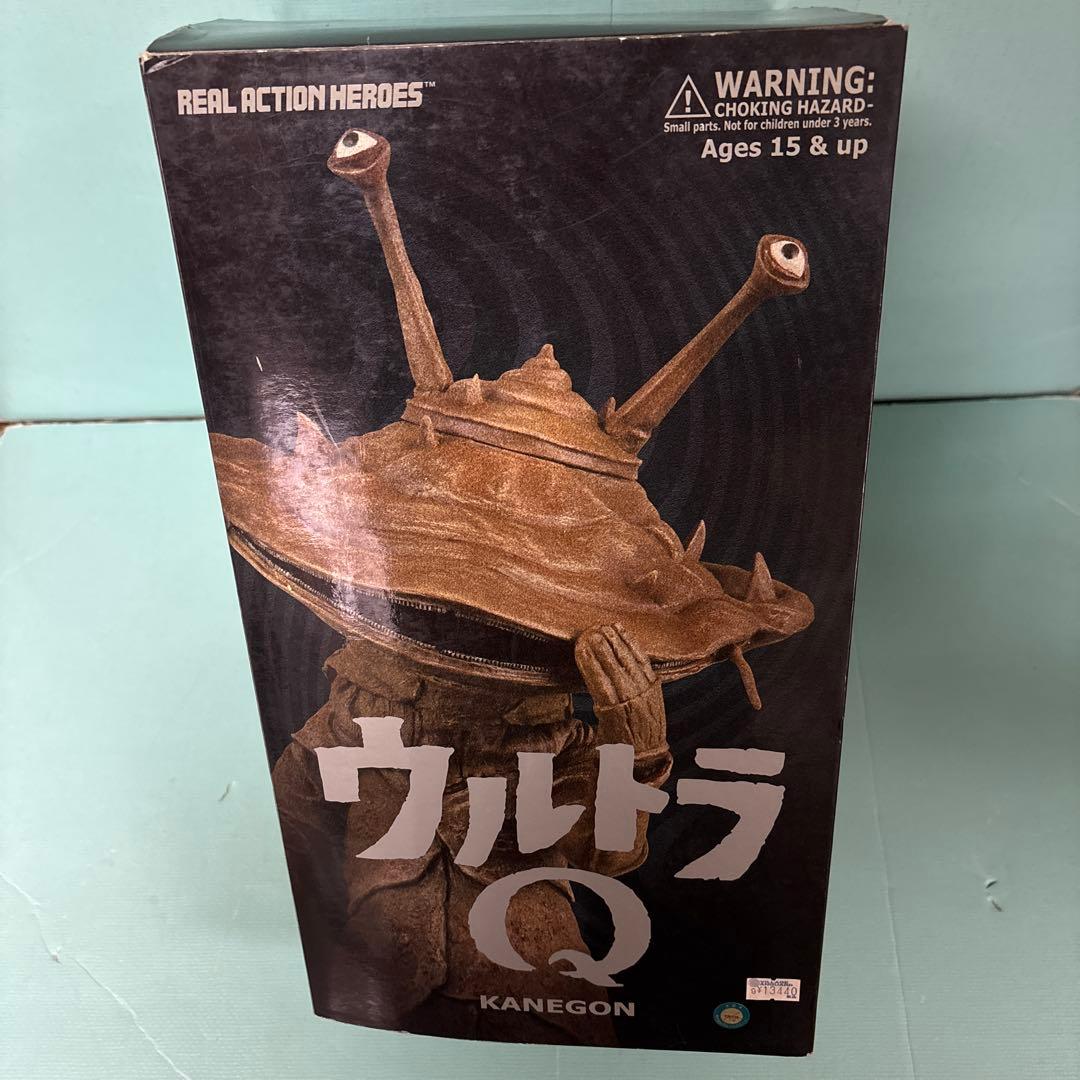 REAL ACTION HEROES™
WARNING:
CHOKING HAZARD-
Small parts. Not for children under 3 years.
Ages 15 & up
ウルトラ
Q
KANEGON
¥13440